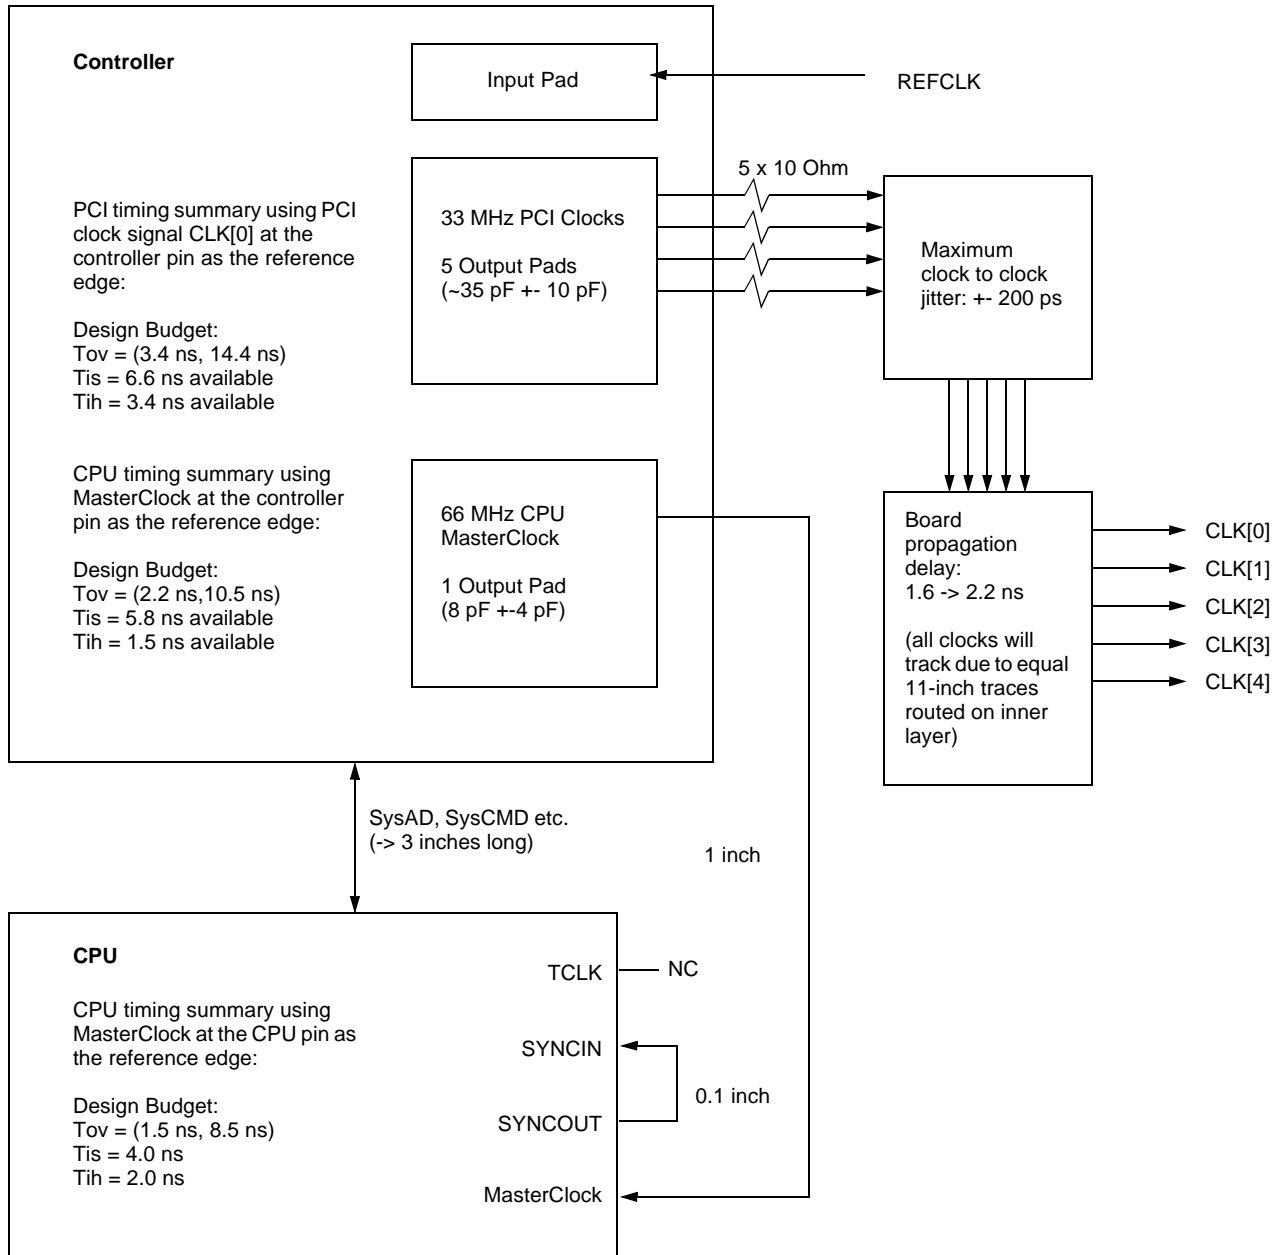 Controller
Input Pad
REFCLK
5 x 10 Ohm
PCI timing summary using PCI
clock signal CLK[0] at the
controller pin as the reference
edge:
Design Budget:
Tov = (3.4 ns, 14.4 ns)
Tis = 6.6 ns available
Tih = 3.4 ns available
33 MHz PCI Clocks
5 Output Pads
(~35 pF +- 10 pF)
Maximum
clock to clock
jitter: +- 200 ps
CPU timing summary using
MasterClock at the controller
pin as the reference edge:
Design Budget:
Tov = (2.2 ns,10.5 ns)
Tis = 5.8 ns available
Tih = 1.5 ns available
66 MHz CPU
MasterClock
1 Output Pad
(8 pF +-4 pF)
Board
propagation
delay:
1.6 -> 2.2 ns
(all clocks will
track due to equal
11-inch traces
routed on inner
layer)
CLK[0]
CLK[1]
CLK[2]
CLK[3]
CLK[4]
SysAD, SysCMD etc.
(-> 3 inches long)
1 inch
CPU
CPU timing summary using
MasterClock at the CPU pin as
the reference edge:
Design Budget:
Tov = (1.5 ns, 8.5 ns)
Tis = 4.0 ns
Tih = 2.0 ns
TCLK
NC
SYNCIN
0.1 inch
SYNCOUT
MasterClock